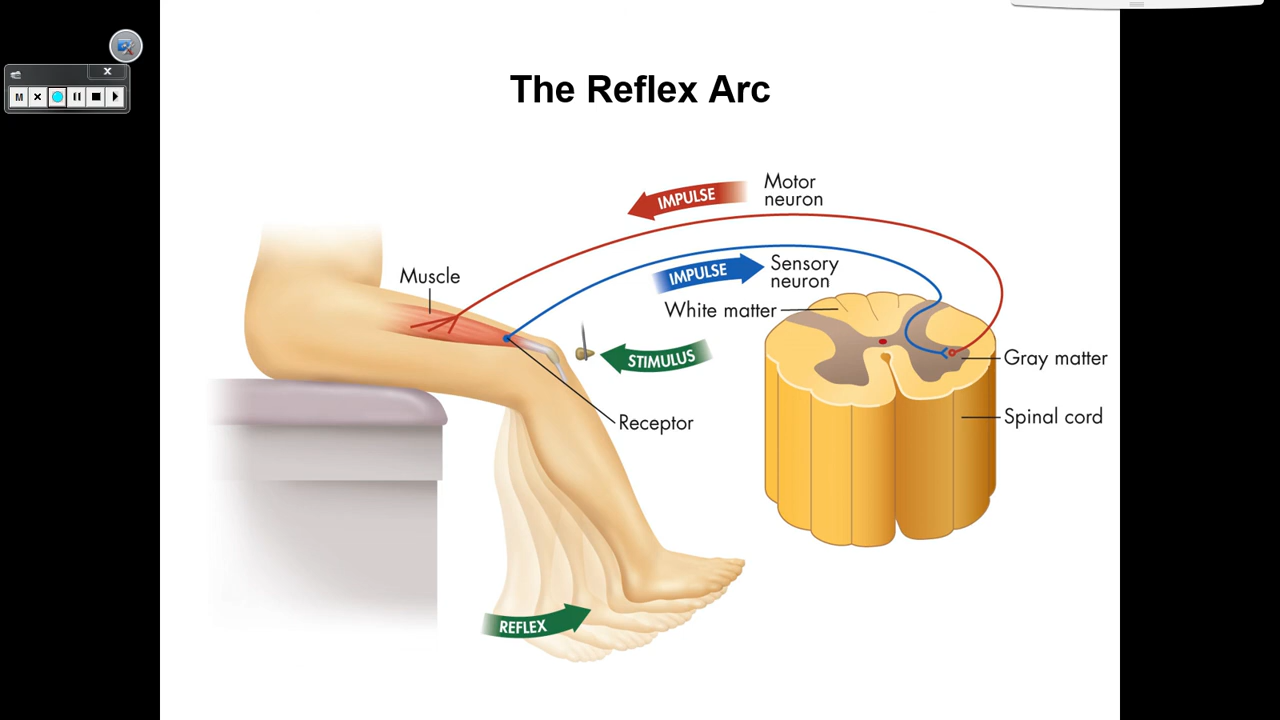 The Reflex Arc
M
IMPULSE
Motor
neuron
Muscle
IMPULSE
Sensory
neuron
White matter
STIMULUS
Gray matter
Receptor
Spinal cord
REFLEX